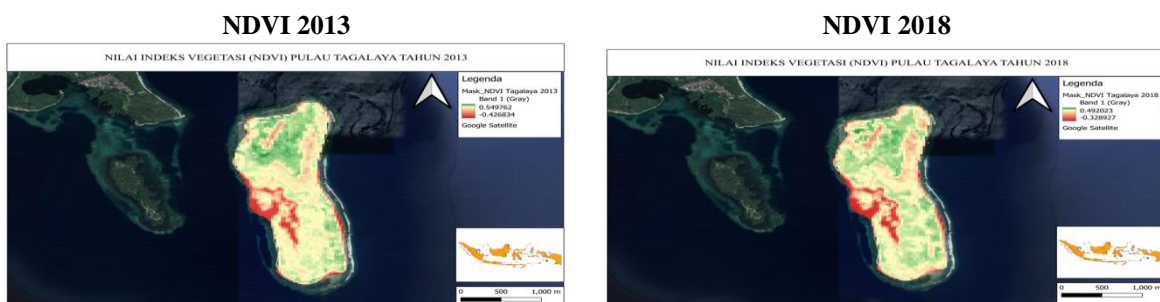 NDVI 2013
NILAI INDEKS VEGETASI (NDVI) PULAU TAGALAYA TAHUN 2013
Legenda
Mask_NDVI Tagalaya 2013
Band 1 (Gray)
0.549762
-0.426834
Google Satellite
0 500 1,000 m
NDVI 2018
NILAI INDEKS VEGETASI (NDVI) PULAU TAGALAYA TAHUN 2018
Legenda
Mask_NDVI Tagalaya 2018
Band 1 (Gray)
0.492023
-0.328927
Google Satellite
0 500 1,000 m